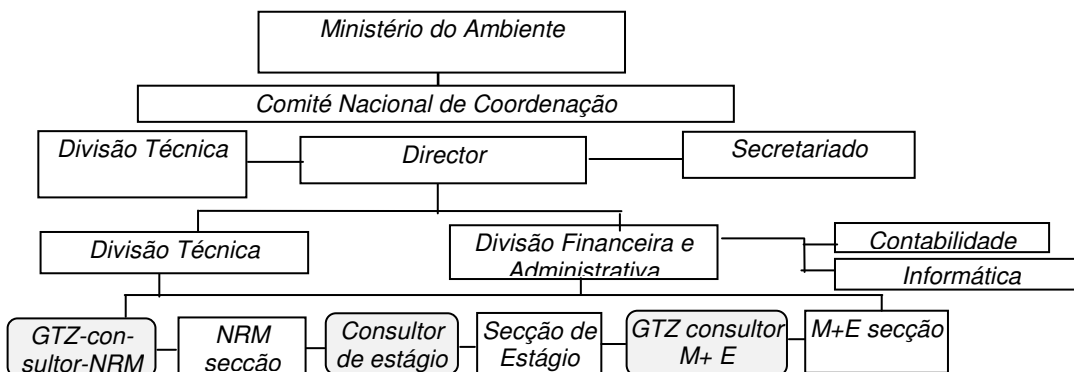 Ministério do Ambiente
Comité Nacional de Coordenação
Divisão Técnica
Director
Secretariado
Divisão Técnica
Divisão Financeira e
Administrativa
Contabilidade
Informática
GTZ-con-
sultor-NRM
NRM
secção
Consultor
de estágio
Secção de
Estágio
GTZ consultor
M+ E
M+E secção